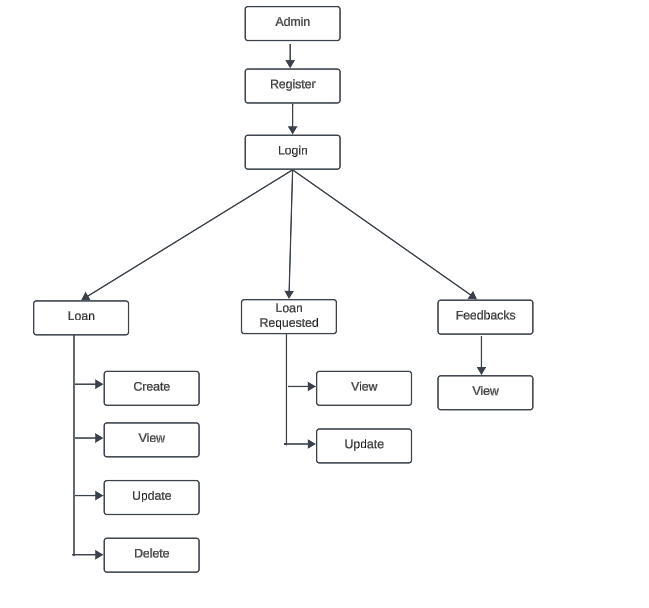 Admin
Register
Login
Loan
Loan
Requested
Feedbacks
Create
View
Update
Delete
View
Update
View